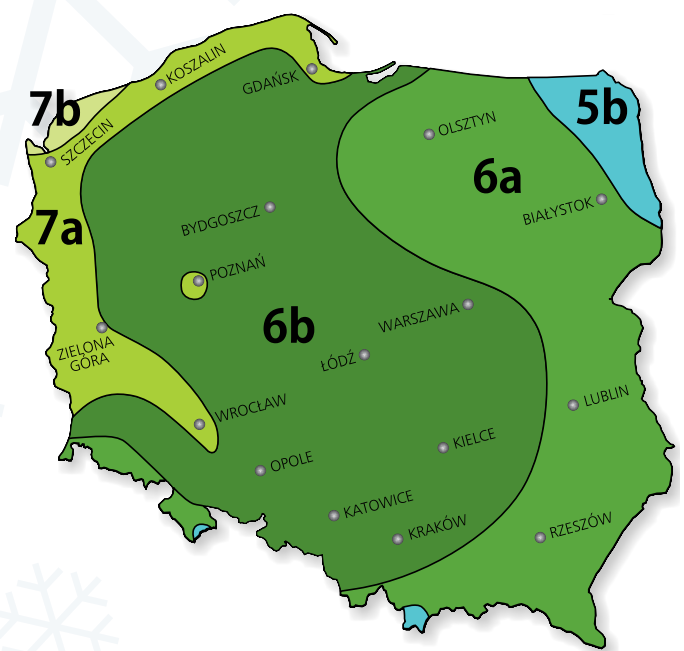 KOSZALIN
GDAŃSK
7b
5b
SZCZECIN
OLSZTYN
6a
BIAŁYSTOK
BYDGOSZCZ
7a
POZNAŃ
WARSZAWA
6b
ZIELONA
GÓRA
ŁÓDŹ
LUBLIN
WROCŁAW
KIELCE
OPOLE
KATOWICE
KRAKÓW
RZESZÓW